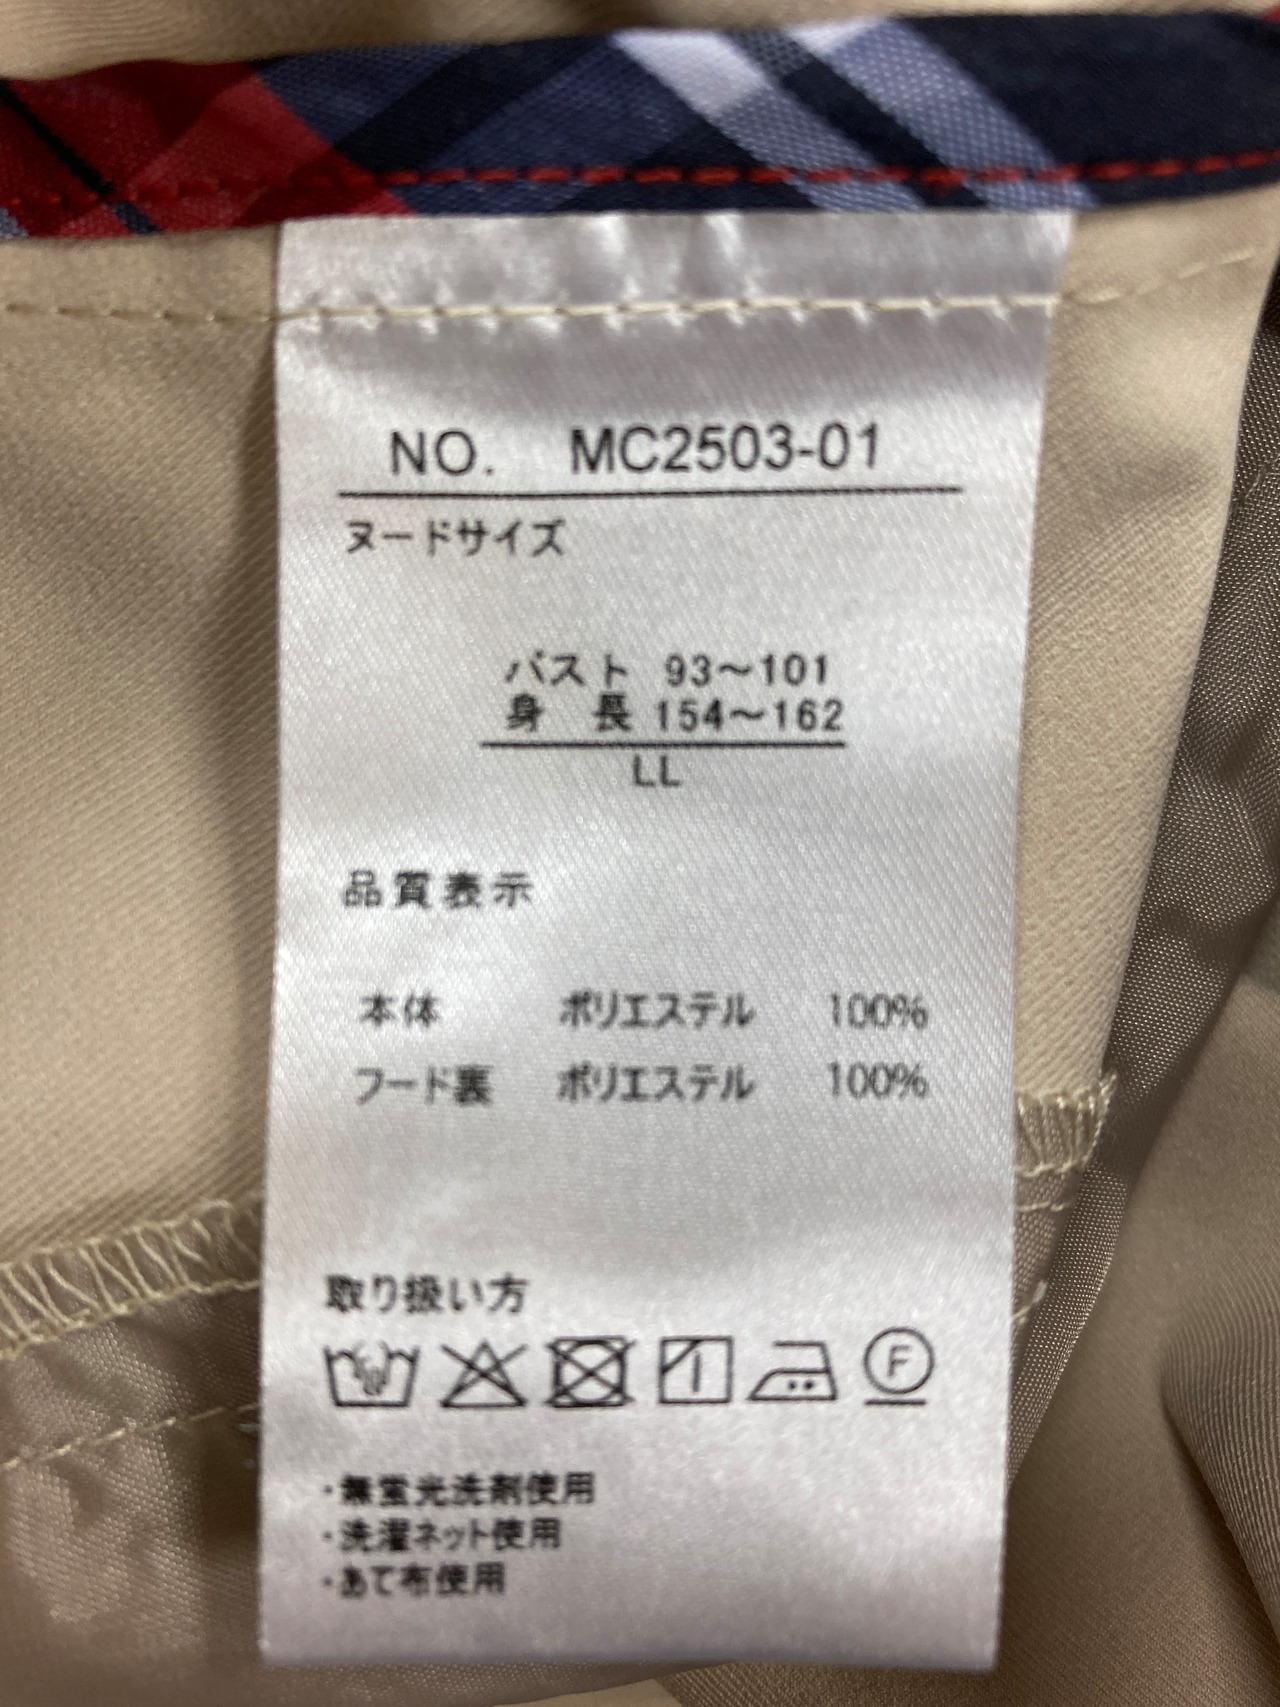 NO. MC2503-01
ヌードサイズ
バスト 93〜101
身 長 154〜162
LL
品質表示
本体 ポリエステル 100%
フード裏 ポリエステル 100%
取り扱い方
F
・無蛍光洗剤使用
・洗濯ネット使用
・あて布使用